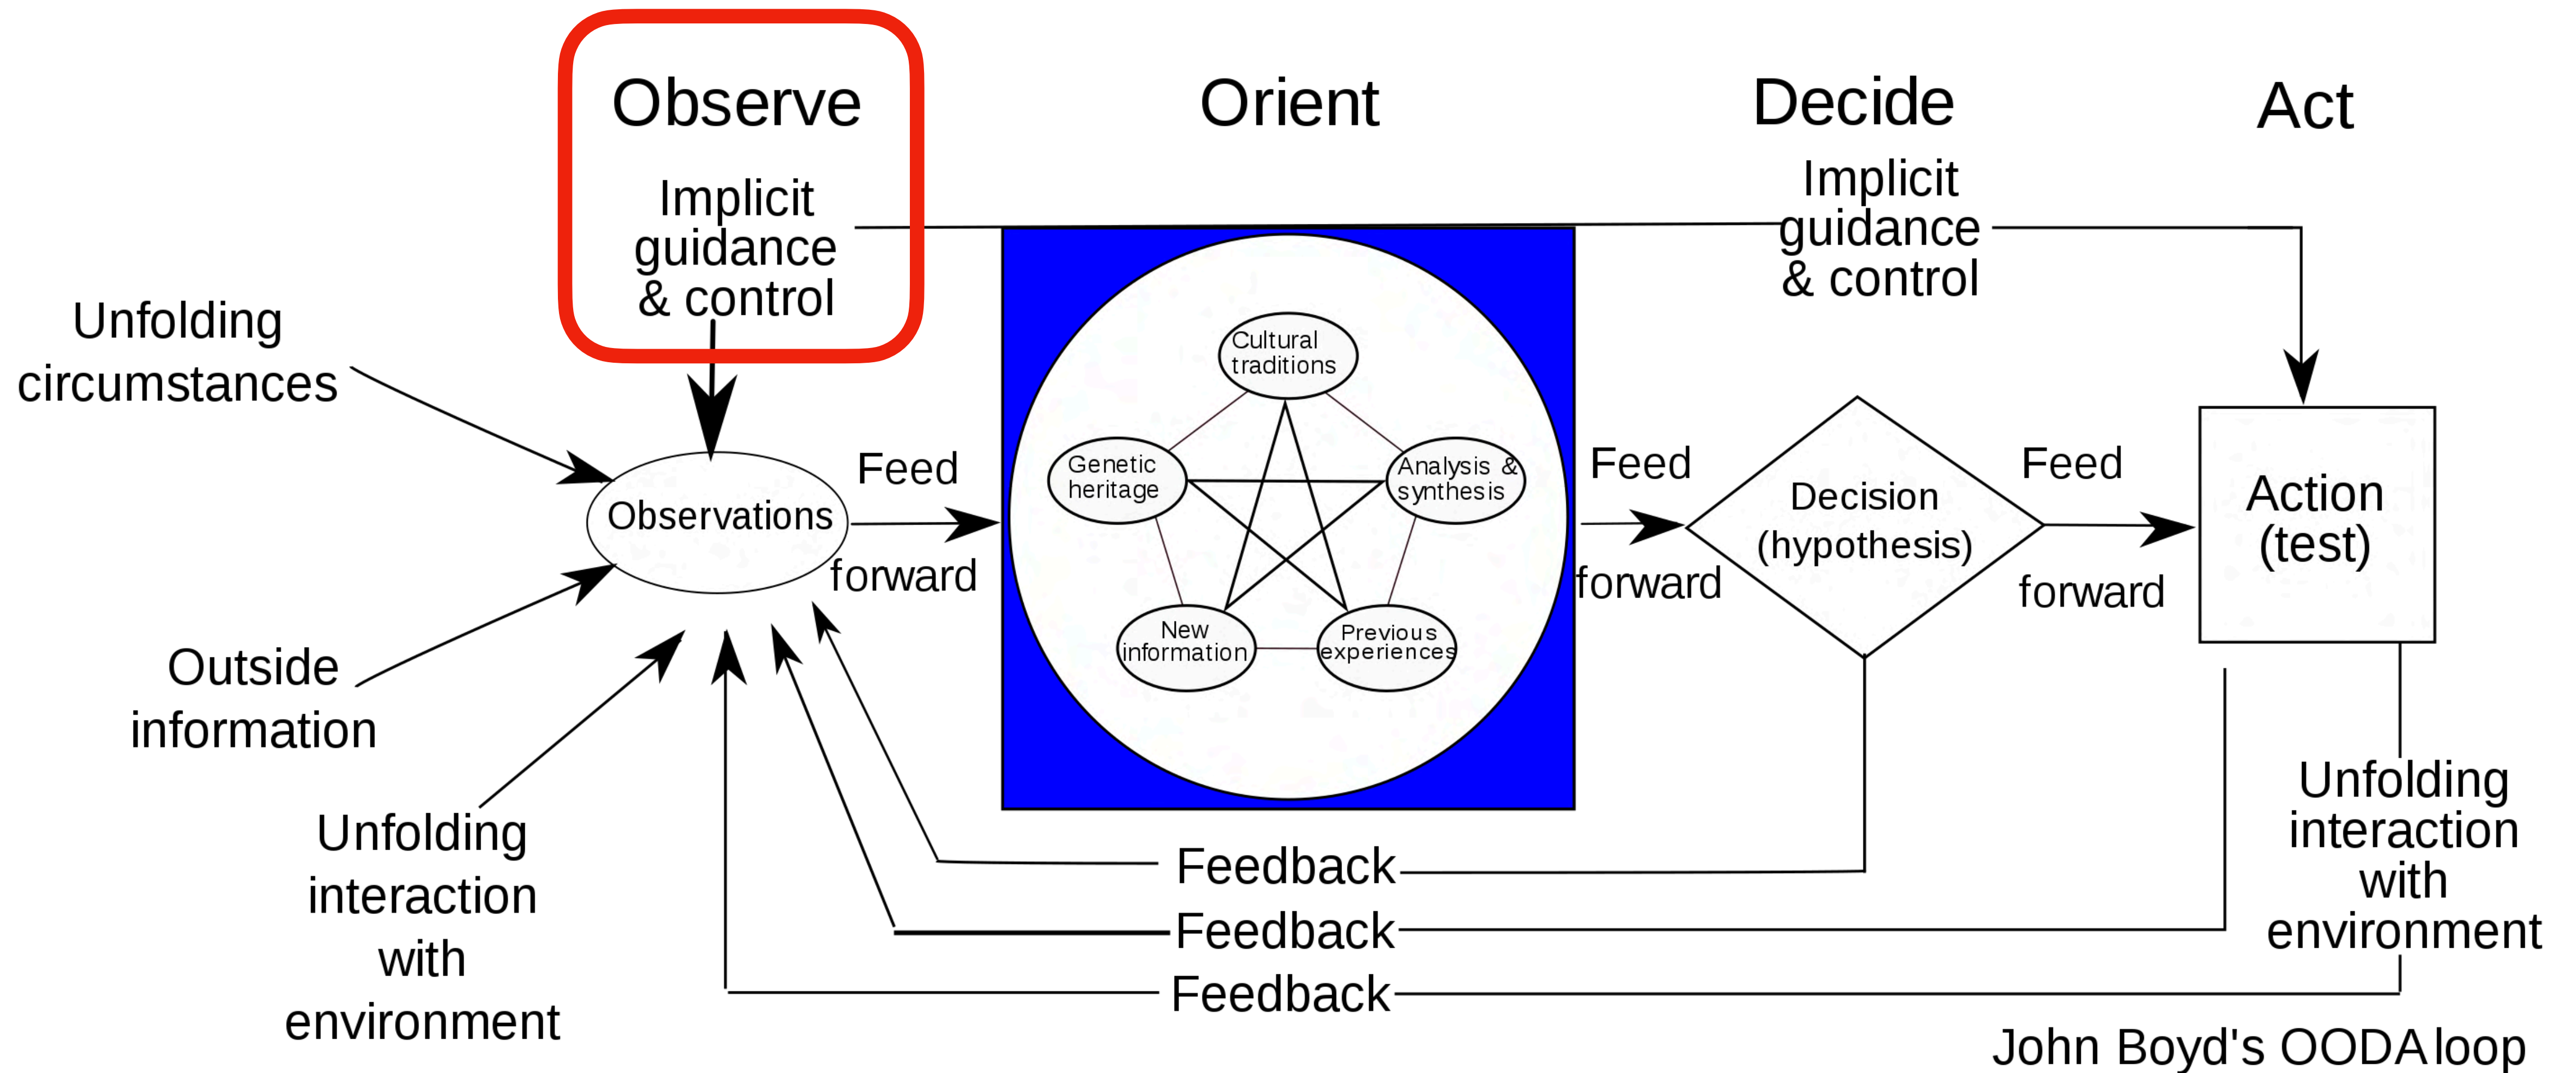 Observe
Orient
Decide
Act
Implicit
guidance
& control
Implicit
guidance
& control
Unfolding
circumstances
Observations
Outside
information
Unfolding
interaction
with
environment
Feed
forward
Cultural
traditions
Genetic
heritage
Analysis &
synthesis
New
information
Previous
experiences
Feed
forward
Decision
(hypothesis)
Feed
forward
Action
(test)
Unfolding
interaction
with
environment
Feedback
Feedback
Feedback
John Boyd's OODA loop